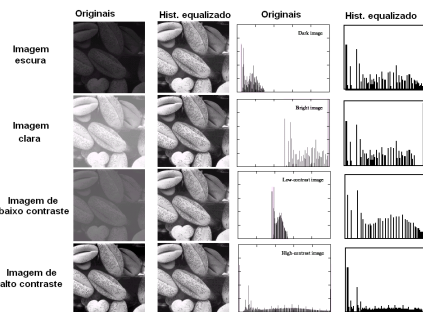 Originais Hist. equalizado Originais Hist. equalizado
Imagem
escura
Dark image
Imagem
clara
Bright image
Imagem de
baixo contraste
Low-contrast image
Imagem de
alto contraste
High-contrast image